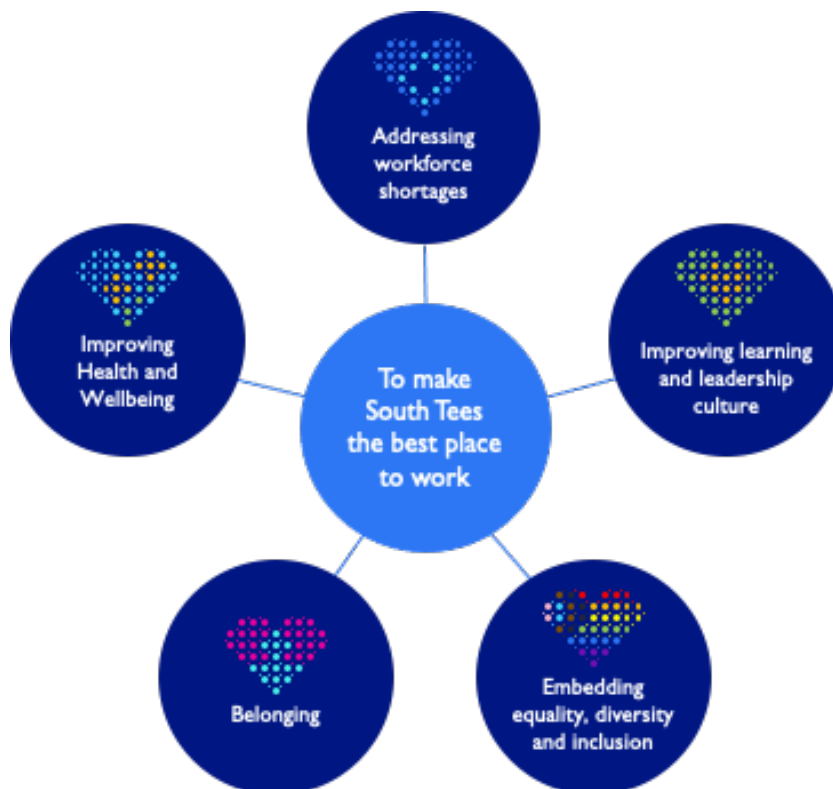 Addressing
workforce
shortages
Improving
Health and
Wellbeing
Improving learning
and leadership
culture
To make
South Tees
the best place
to work
Belonging
Embedding
equality, diversity
and inclusion